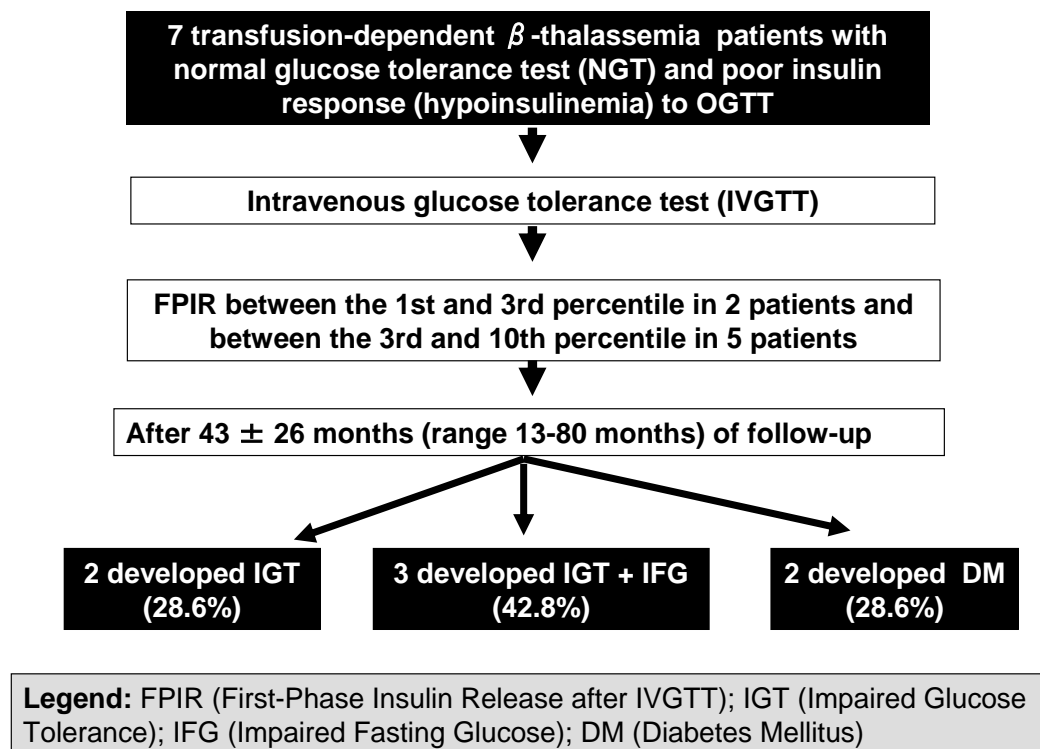 7 transfusion-dependent β-thalassemia patients with
normal glucose tolerance test (NGT) and poor insulin
response (hypoinsulinemia) to OGTT
Intravenous glucose tolerance test (IVGTT)
FPIR between the 1st and 3rd percentile in 2 patients and
between the 3rd and 10th percentile in 5 patients
After 43 ± 26 months (range 13-80 months) of follow-up
2 developed IGT
(28.6%)
3 developed IGT + IFG
(42.8%)
2 developed DM
(28.6%)
Legend: FPIR (First-Phase Insulin Release after IVGTT); IGT (Impaired Glucose
Tolerance); IFG (Impaired Fasting Glucose); DM (Diabetes Mellitus)